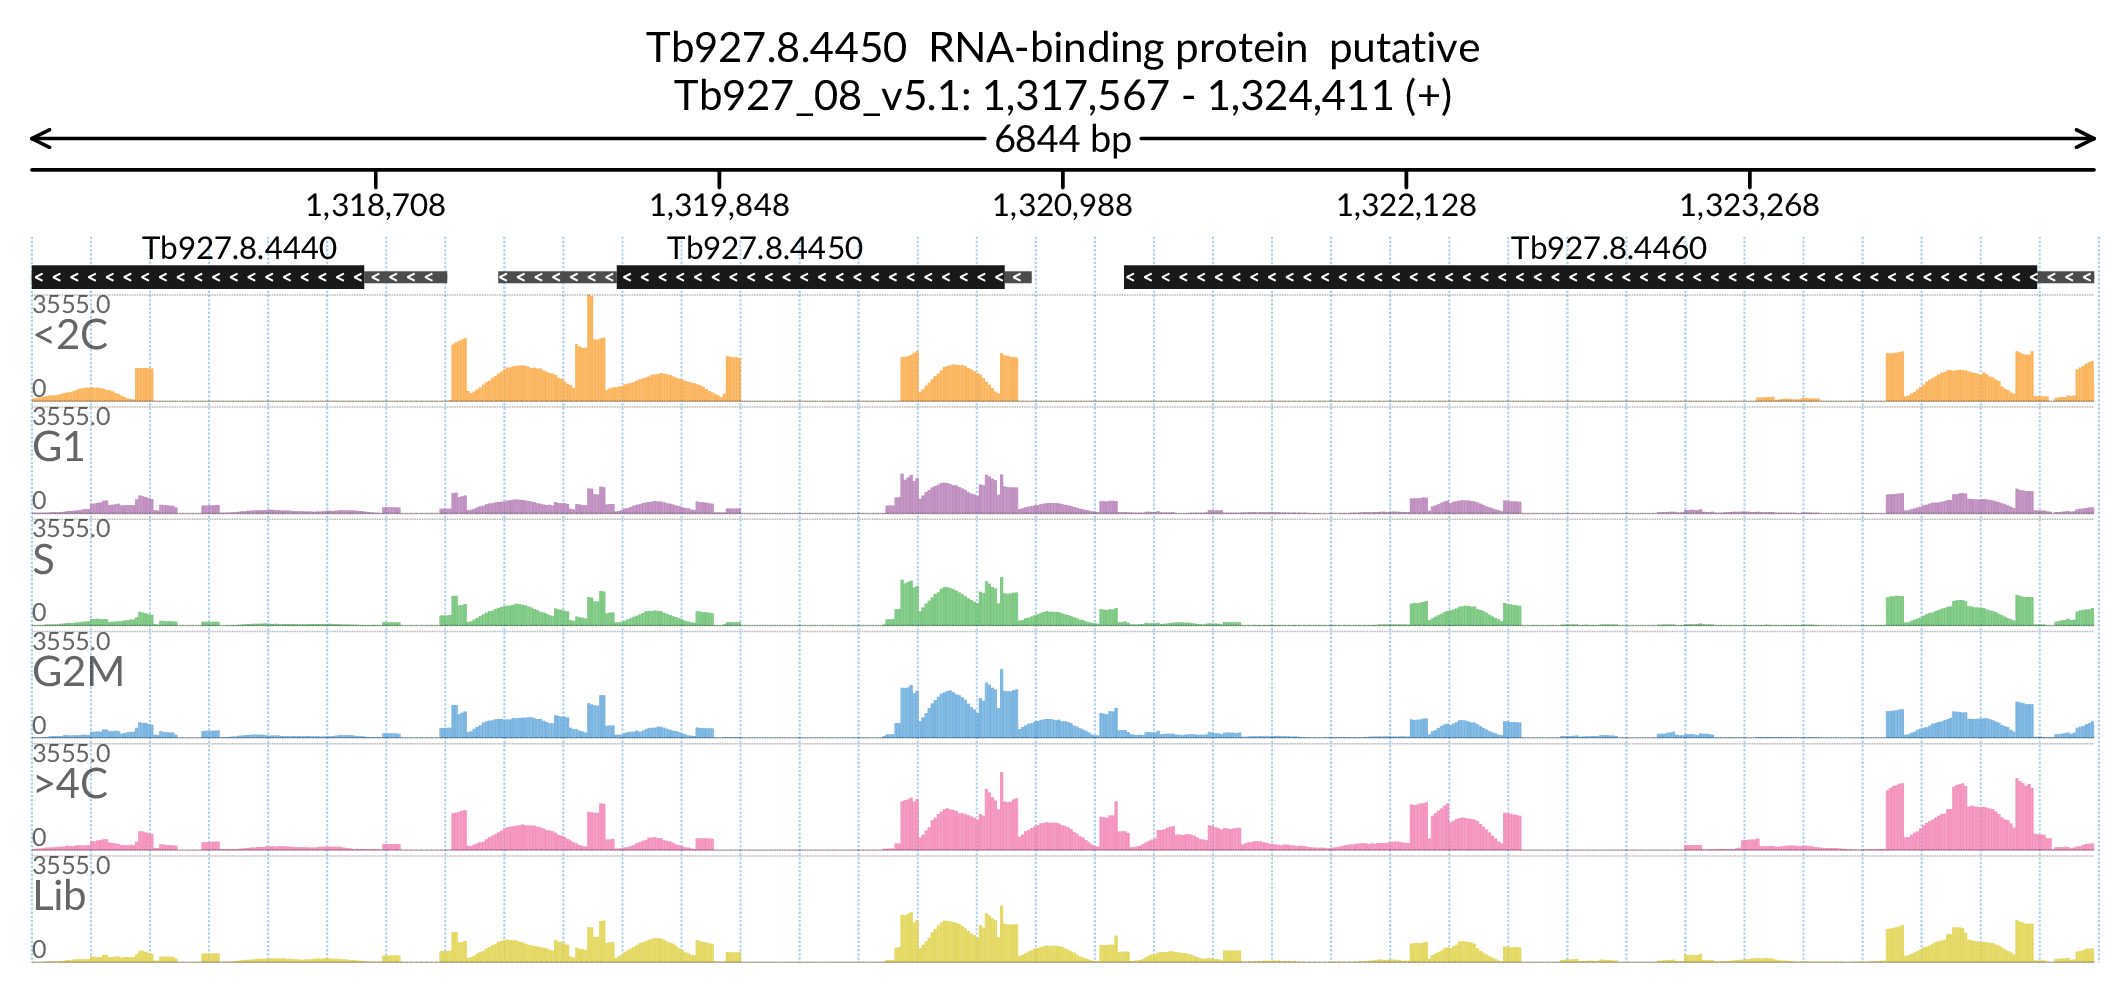 Tb927.8.4450 RNA-binding protein putative
Tb927_08_v5.1: 1,317,567 - 1,324,411 (+)
6844 bp
1,318,708 1,319,848 1,320,988 1,322,128 1,323,268
Tb927.8.4440 Tb927.8.4450 Tb927.8.4460
3555.0
<2C
0
3555.0
G1
0
3555.0
S
0
3555.0
G2M
0
3555.0
>4C
0
3555.0
Lib
0